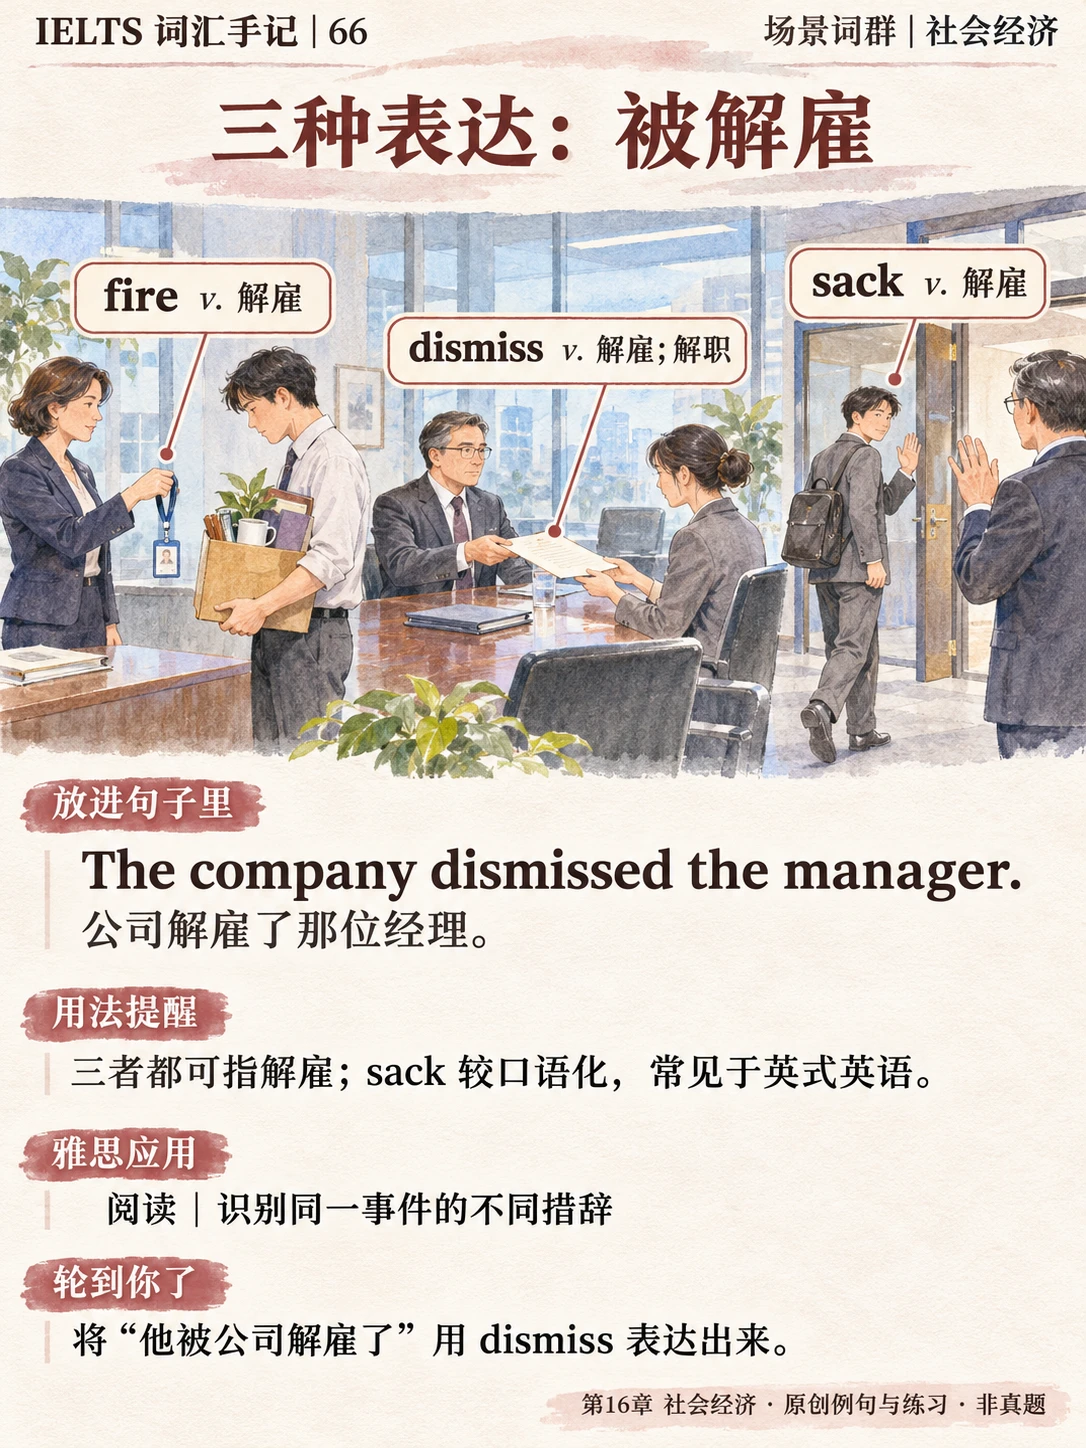 IELTS 词汇手记 | 66
场景词群 | 社会经济
三种表达：被解雇
fire v. 解雇
dismiss v. 解雇；解职
sack v. 解雇
放进句子里
The company dismissed the manager.
公司解雇了那位经理。
用法提醒
三者都可指解雇；sack 较口语化，常见于英式英语。
雅思应用
阅读 | 识别同一事件的不同措辞
轮到你了
将“他被公司解雇了”用 dismiss 表达出来。
第16章 社会经济 · 原创例句与练习 · 非真题